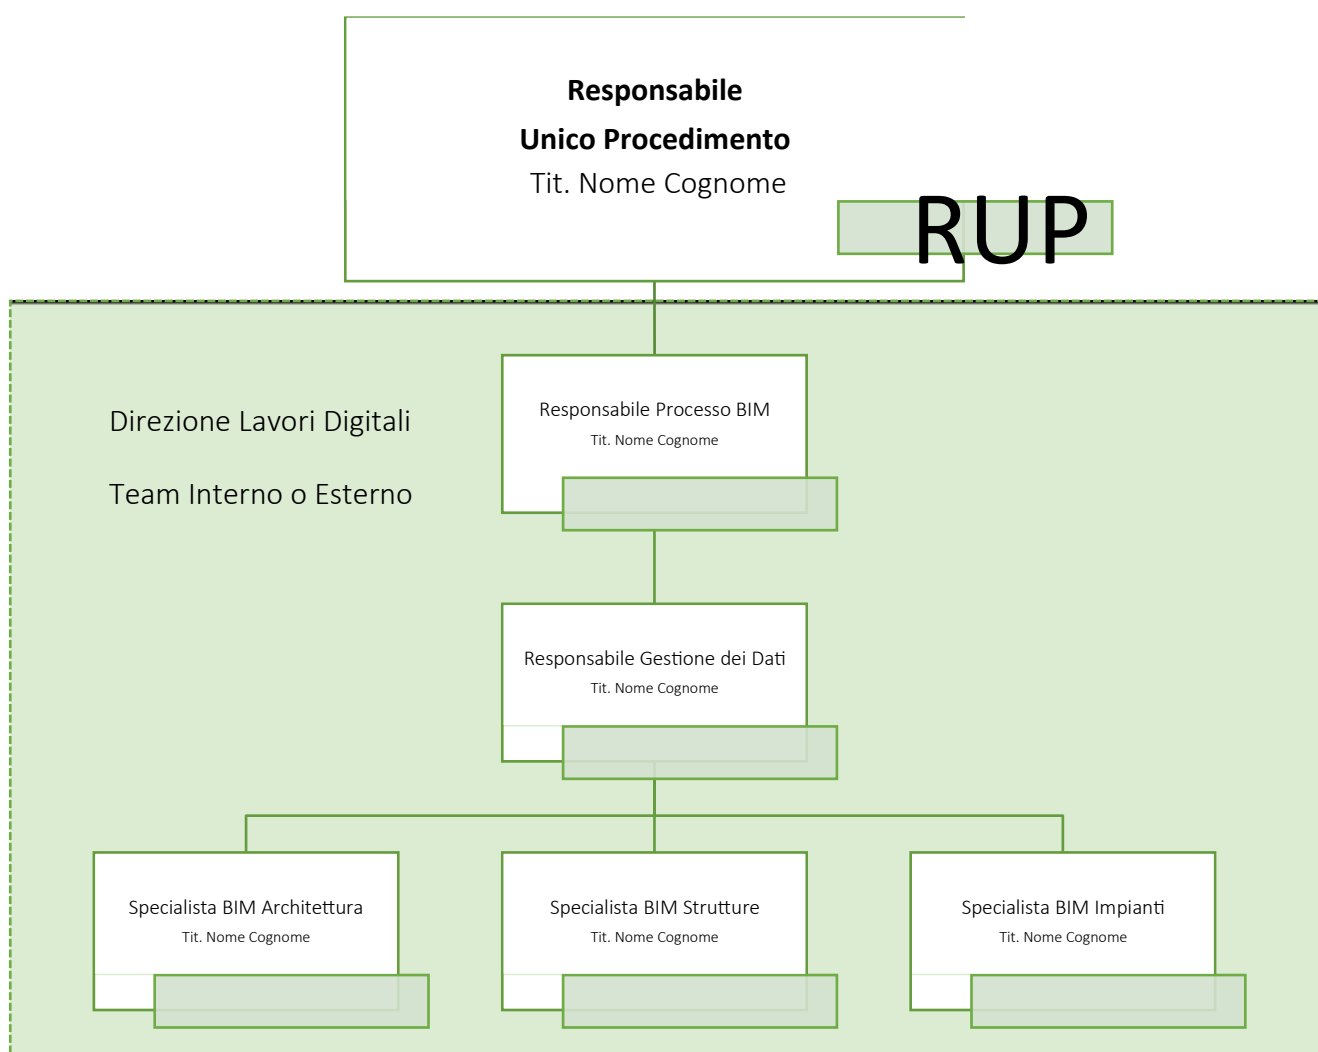 Responsabile
Unico Procedimento
Tit. Nome Cognome
RUP
Direzione Lavori Digitali
Team Interno o Esterno
Responsabile Processo BIM
Tit. Nome Cognome
Responsabile Gestione dei Dati
Tit. Nome Cognome
Specialista BIM Architettura
Tit. Nome Cognome
Specialista BIM Strutture
Tit. Nome Cognome
Specialista BIM Impianti
Tit. Nome Cognome